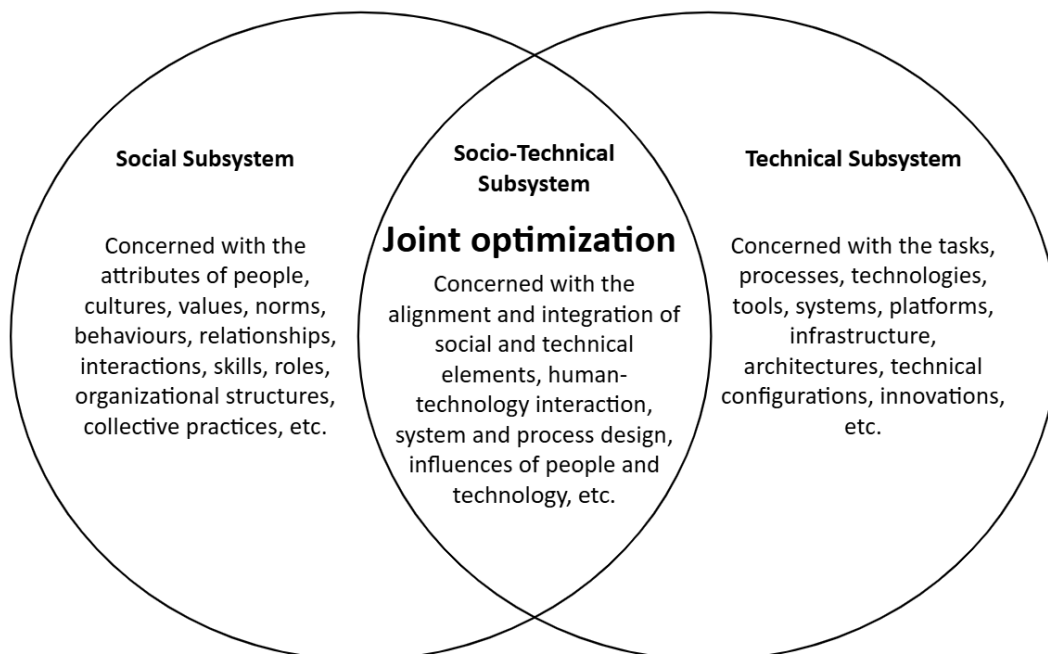 Social Subsystem
Concerned with the
attributes of people,
cultures, values, norms,
behaviours, relationships,
interactions, skills, roles,
organizational structures,
collective practices, etc.
Socio-Technical
Subsystem
Joint optimization
Concerned with the
alignment and integration of
social and technical
elements, human-
technology interaction,
system and process design,
influences of people and
technology, etc.
Technical Subsystem
Concerned with the tasks,
processes, technologies,
tools, systems, platforms,
infrastructure,
architectures, technical
configurations, innovations,
etc.